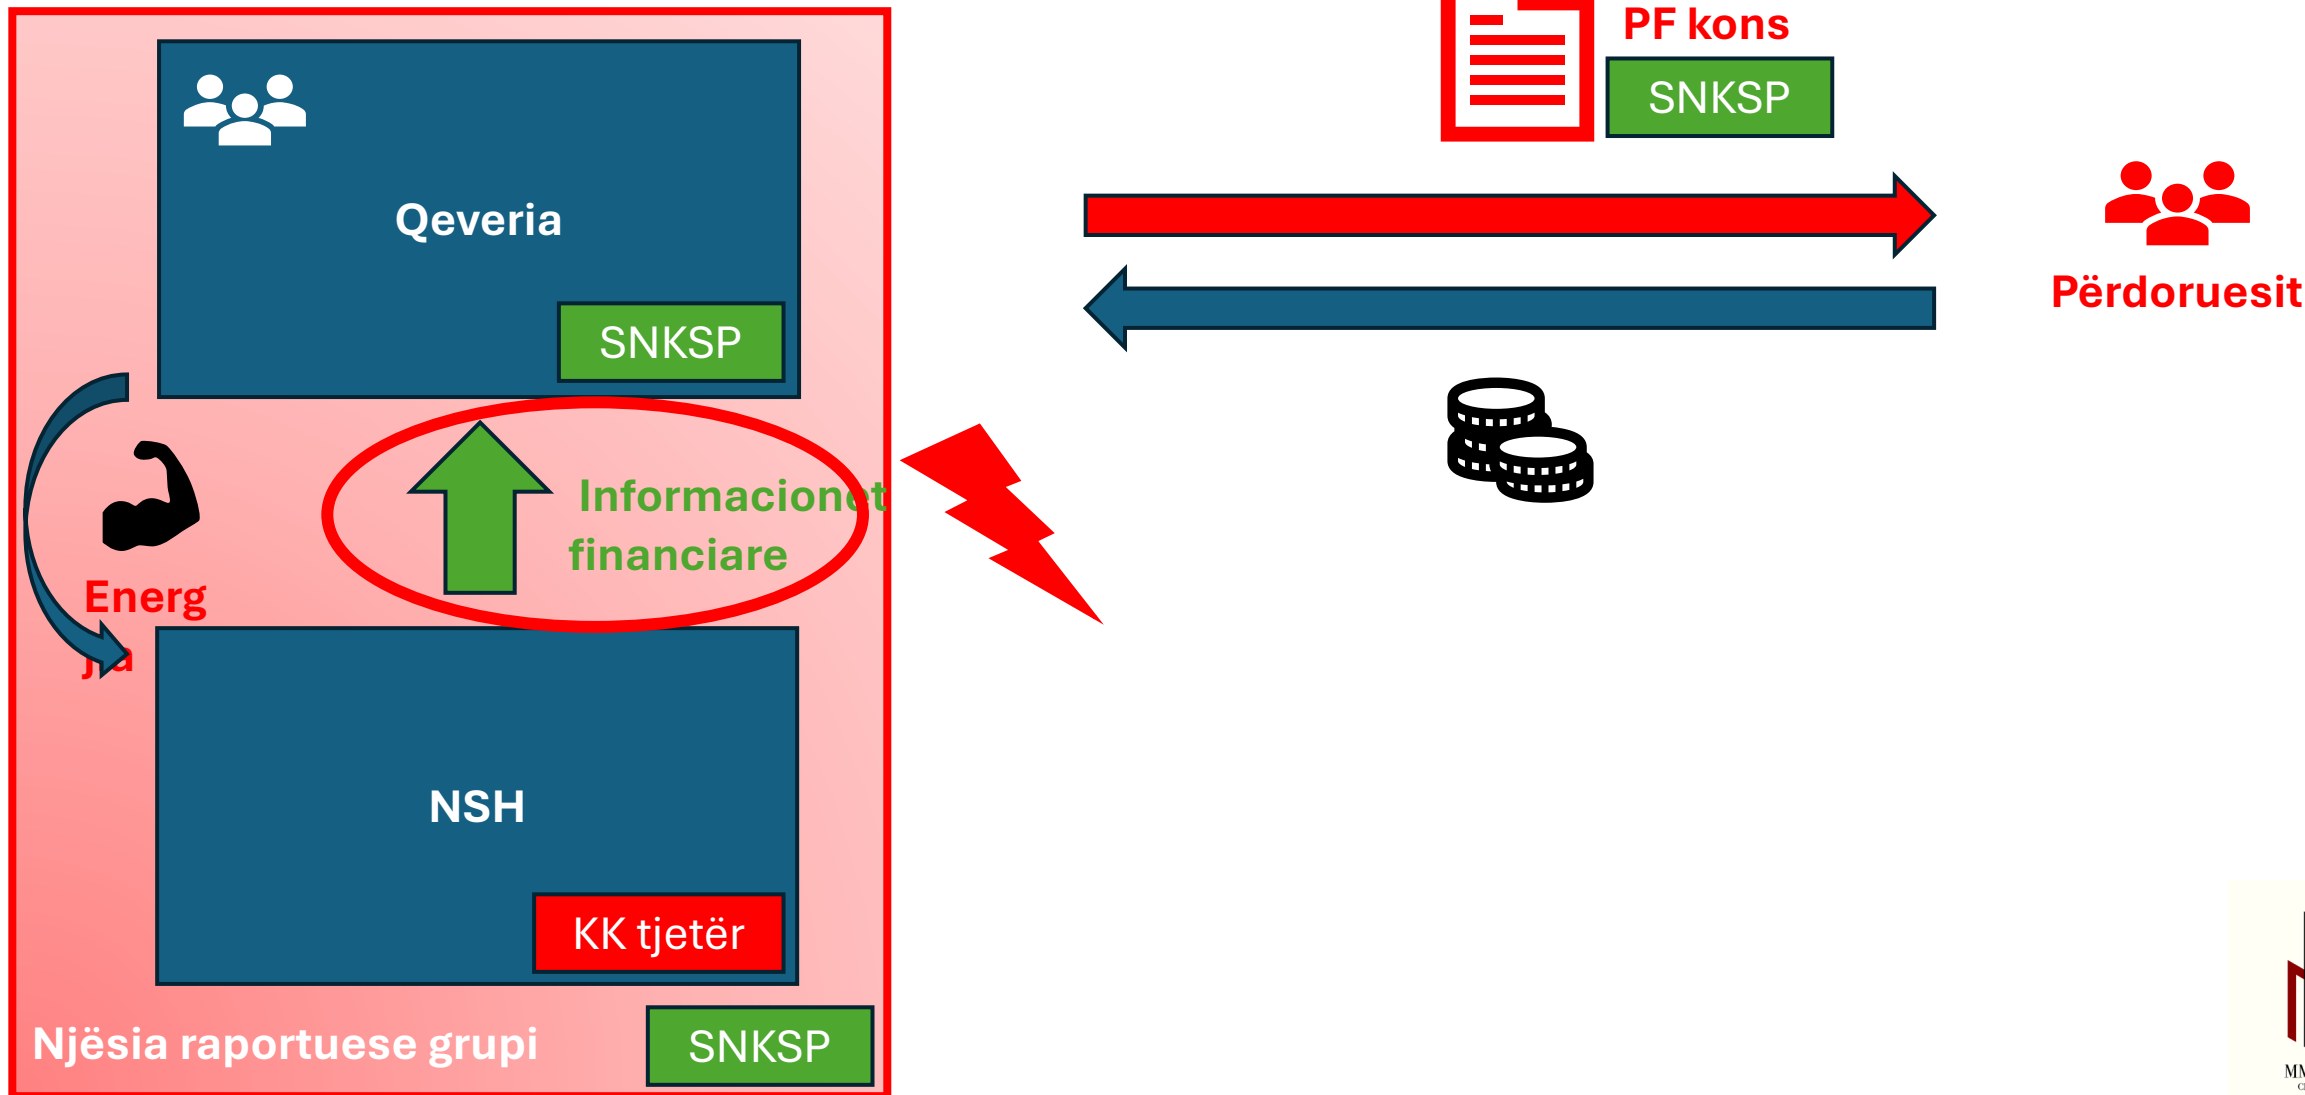 PF kons
SNKSP
Qeveria
SNKSP
Përdoruesit
Informacionet
financiare
Energ
NSH
KK tjetër
Njësia raportuese grupi
SNKSP